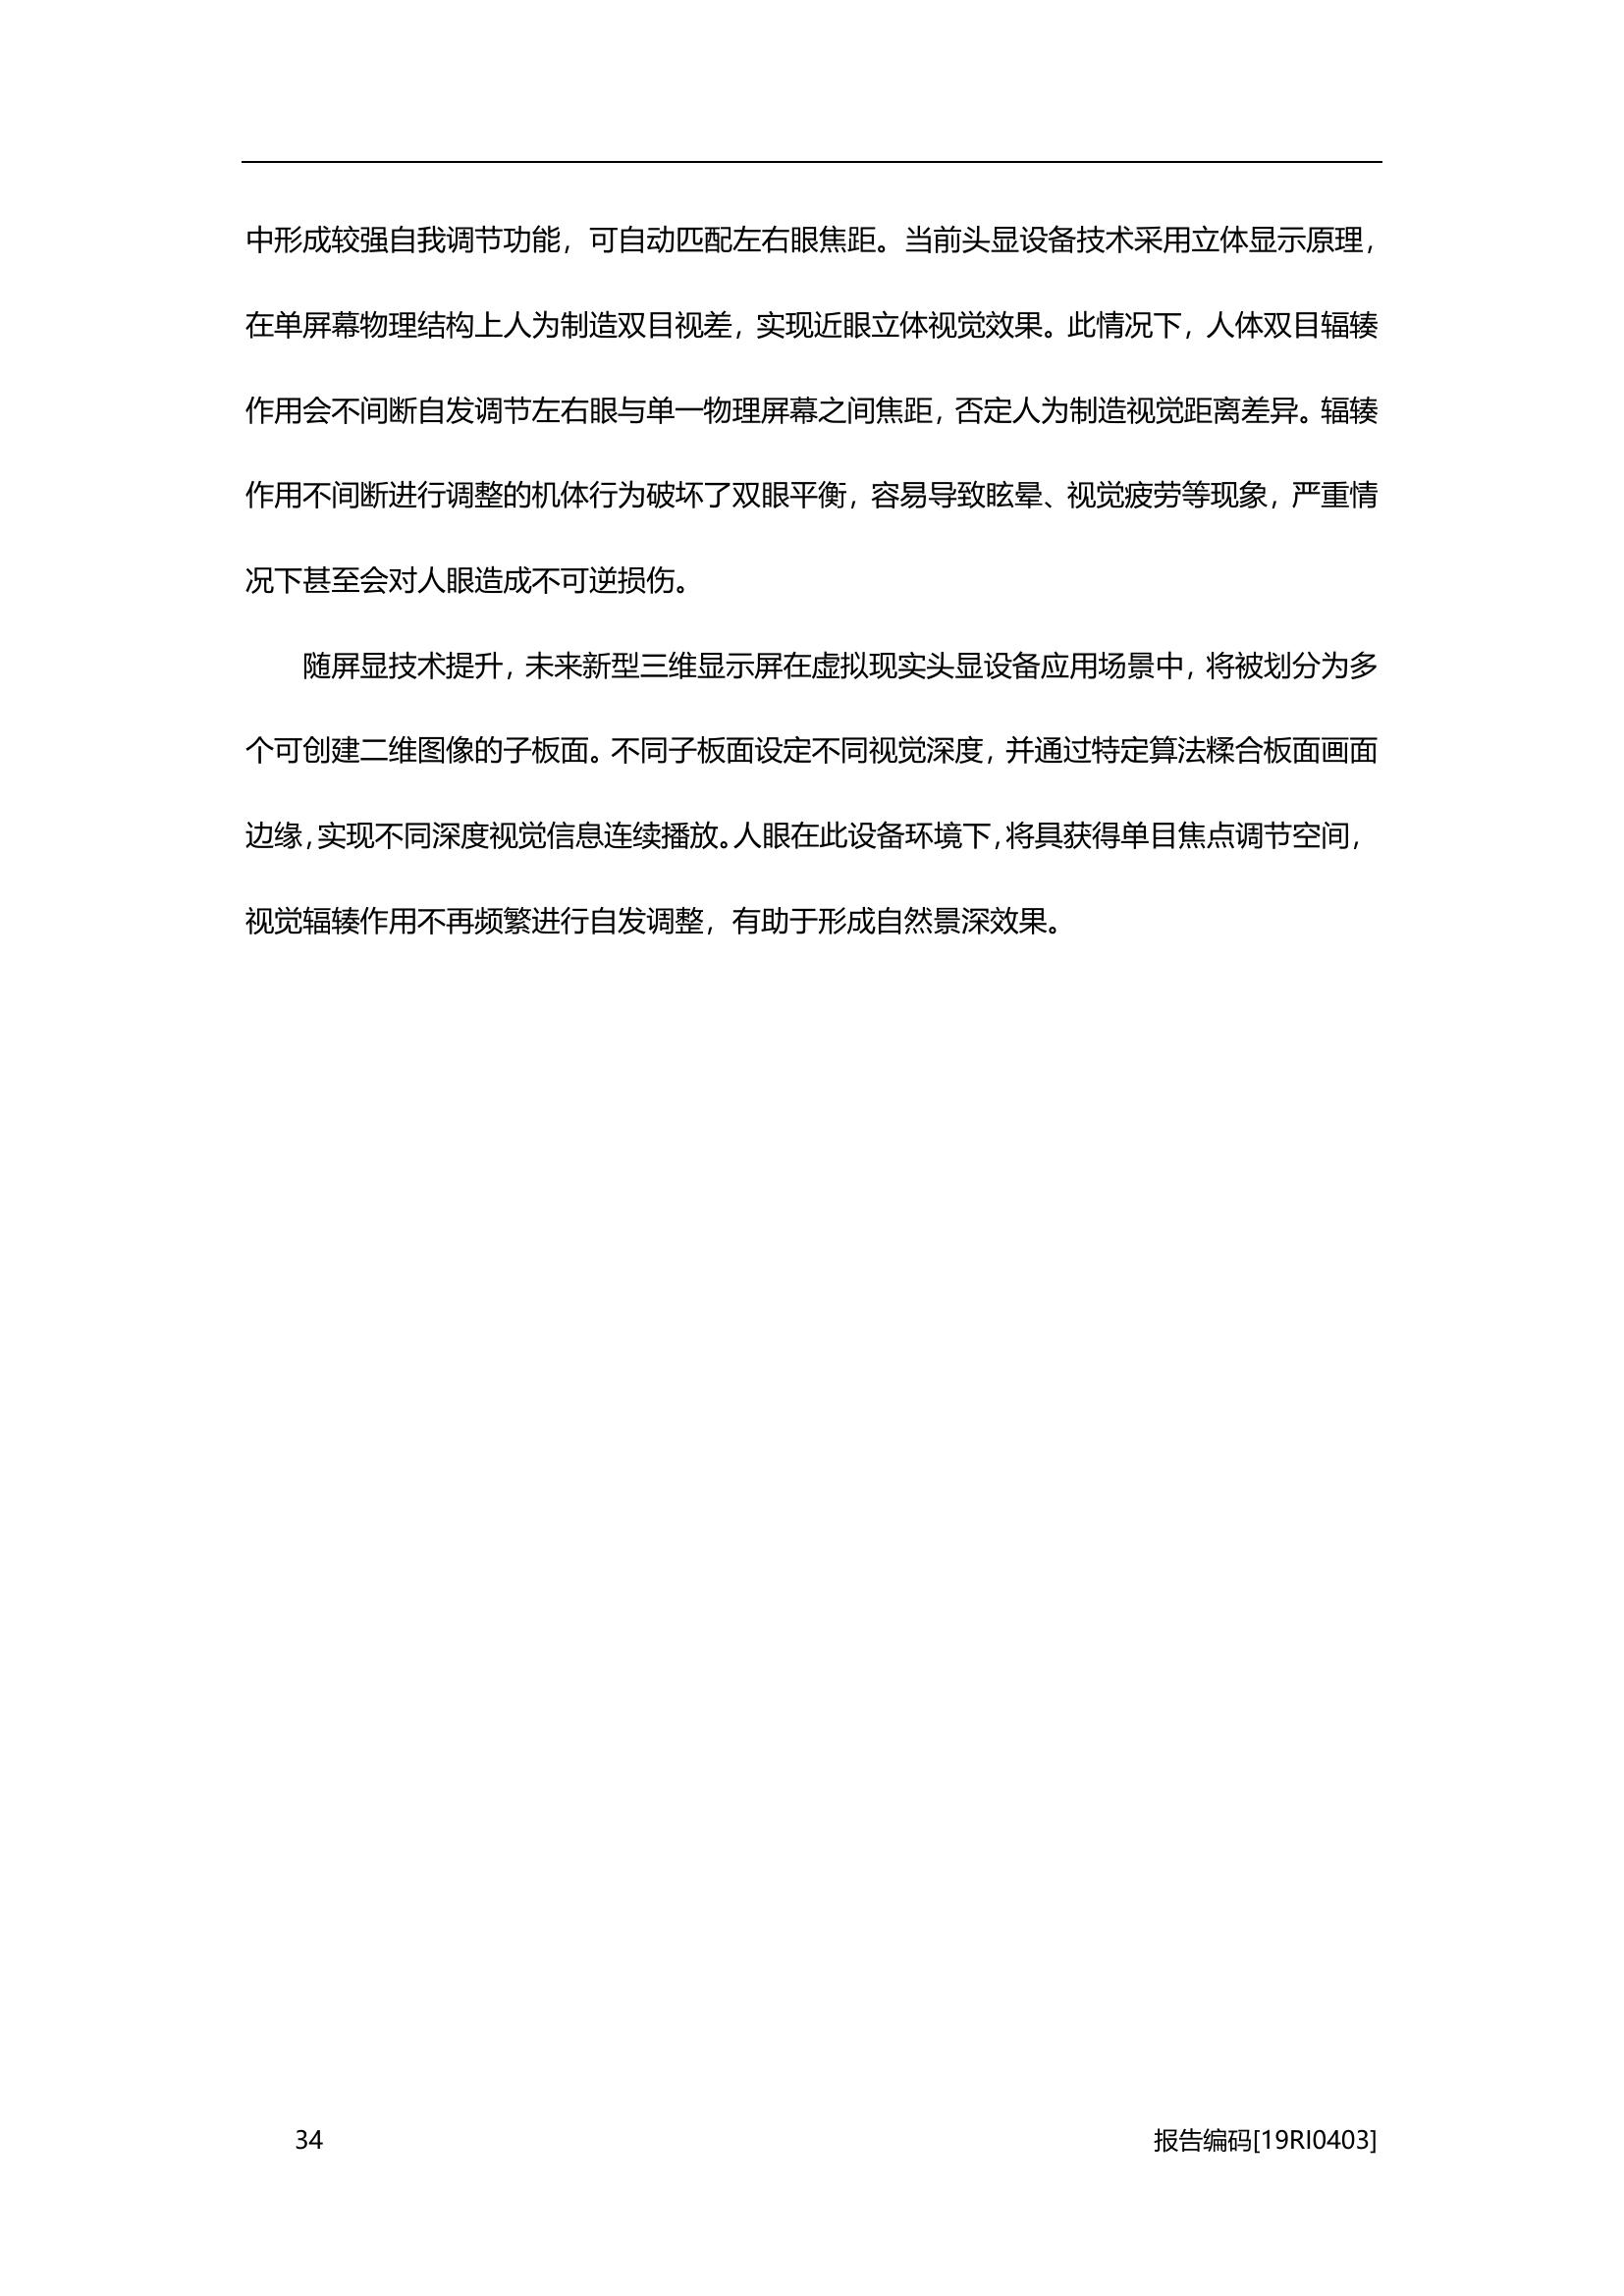 中形成较强自我调节功能，可自动匹配左右眼焦距。当前头显设备技术采用立体显示原理，
在单屏幕物理结构上人为制造双目视差，实现近眼立体视觉效果。此情况下，人体双目辐辏
作用会不间断自发调节左右眼与单一物理屏幕之间焦距，否定人为制造视觉距离差异。辐辏
作用不间断进行调整的机体行为破坏了双眼平衡，容易导致眩晕、视觉疲劳等现象，严重情
况下甚至会对人眼造成不可逆损伤。
随屏显技术提升，未来新型三维显示屏在虚拟现实头显设备应用场景中，将被划分为多
个可创建二维图像的子板面。不同子板面设定不同视觉深度，并通过特定算法糅合板面画面
边缘，实现不同深度视觉信息连续播放。人眼在此设备环境下，将具获得单目焦点调节空间，
视觉辐辏作用不再频繁进行自发调整，有助于形成自然景深效果。
34 报告编码[19RI0403]